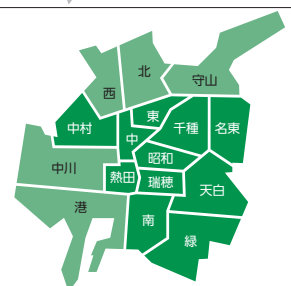 北
守山
西
東
千種
名東
中村
中
昭和
中川
熱田
瑞穂
天白
港
南
緑